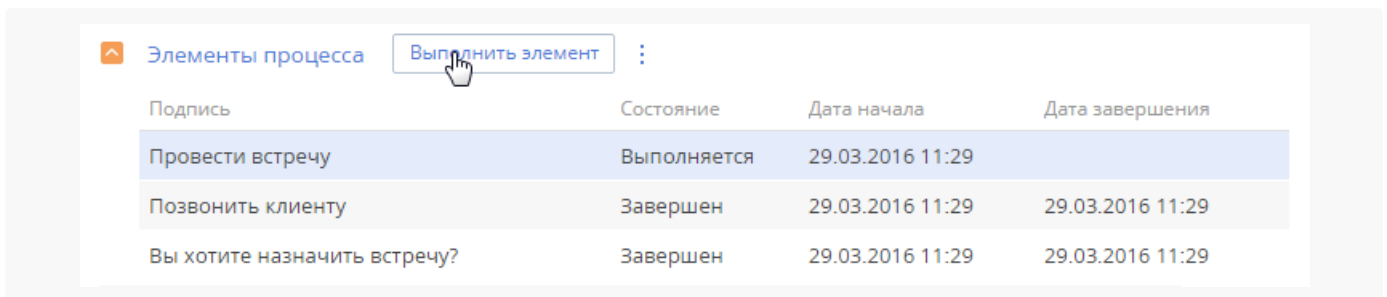 Элементы процесса Выполнить элемент
Подпись Состояние Дата начала Дата завершения
Провести встречу Выполняется 29.03.2016 11:29
Позвонить клиенту Завершен 29.03.2016 11:29 29.03.2016 11:29
Вы хотите назначить встречу? Завершен 29.03.2016 11:29 29.03.2016 11:29